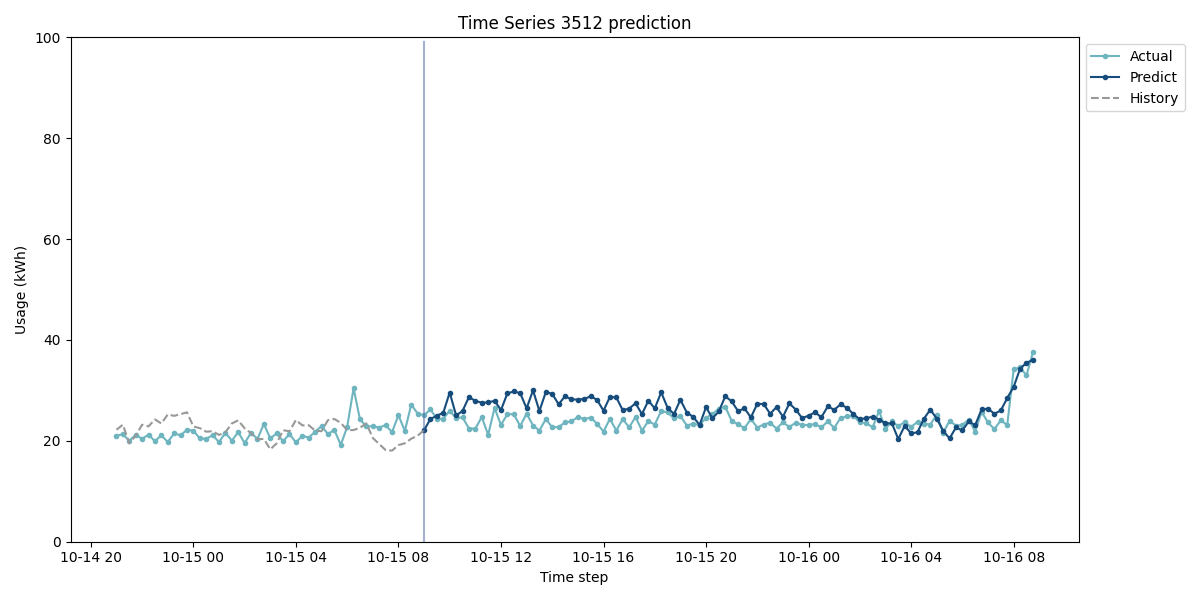 Time Series 3512 prediction
Usage (kWh)
100
80
60
40
20
0
10-14 20
10-15 00
10-15 04
10-15 08
10-15 12
10-15 16
10-15 20
10-16 00
10-16 04
10-16 08
Time step
Actual
Predict
History